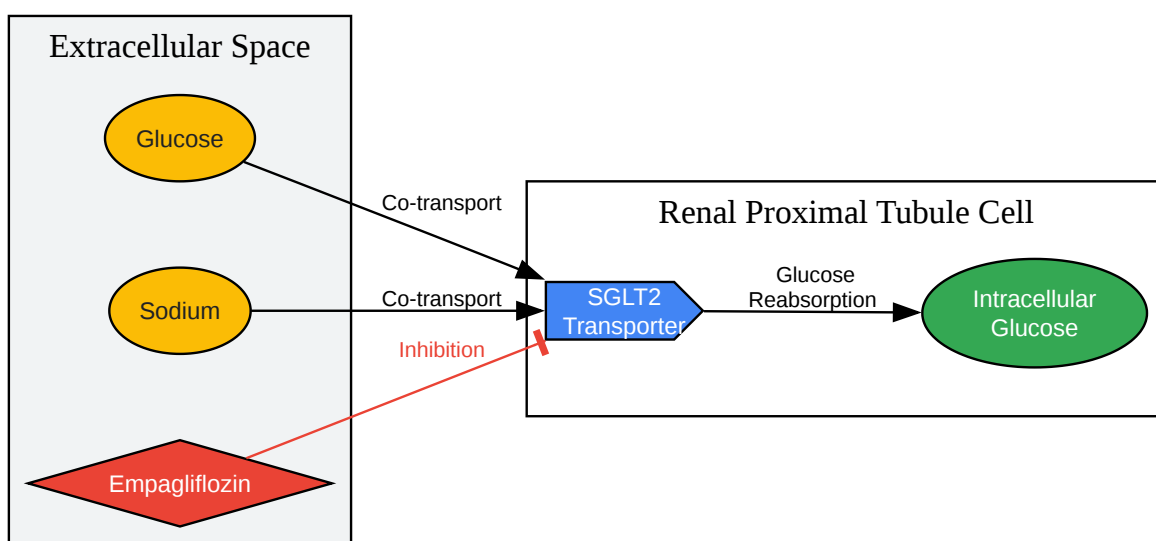 Extracellular Space
Glucose
Co-transport
Renal Proximal Tubule Cell
Sodium
Co-transport
SGLT2
Transporter
Glucose
Reabsorption
Intracellular
Glucose
Inhibition
Empagliflozin